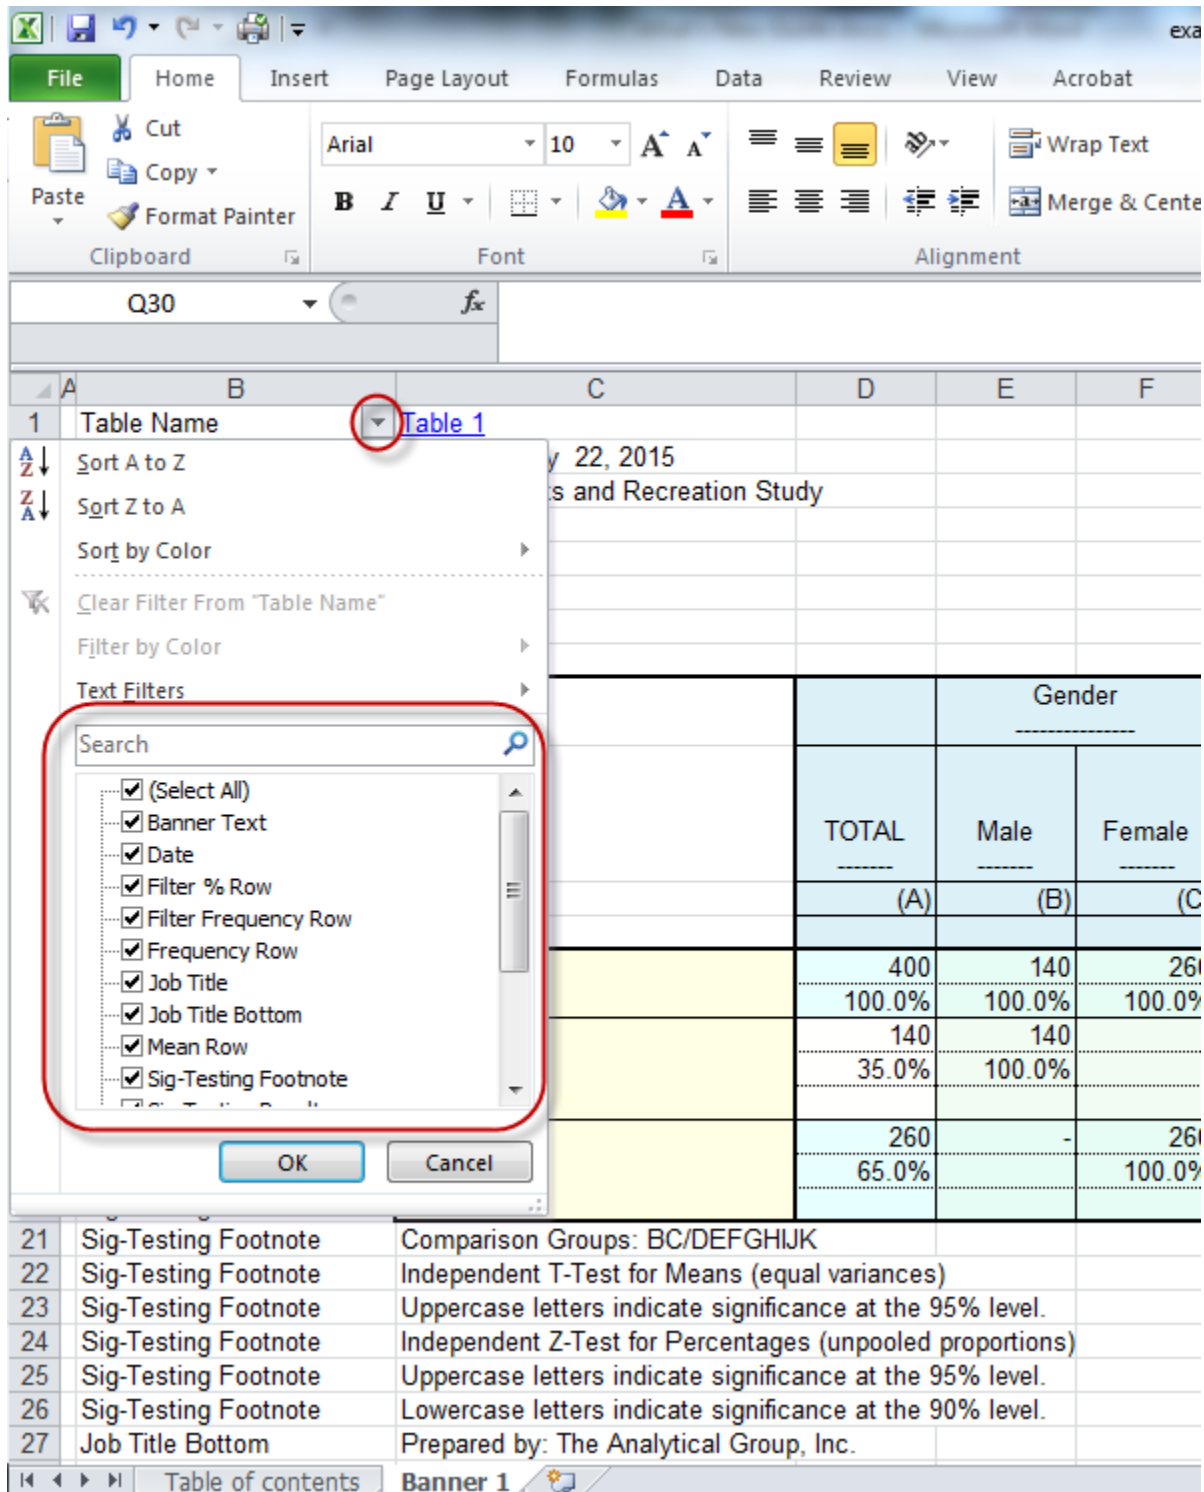 exa
File Home Insert Page Layout Formulas Data Review View Acrobat
Paste
Cut
Copy
Format Painter
Clipboard
Arial 10 A A
B I U A
Font
Wrap Text
Merge & Cente
Alignment
Q30 fx
A B C D E F
1 Table Name Table 1
Sort A to Z
Sort Z to A
Sort by Color
Clear Filter From "Table Name"
Filter by Color
Text Filters
Search
(Select All)
Banner Text
Date
Filter % Row
Filter Frequency Row
Frequency Row
Job Title
Job Title Bottom
Mean Row
Sig-Testing Footnote
OK Cancel
y 22, 2015
ts and Recreation Study
Gender
---------------
TOTAL Male Female
------- ------- -------
(A) (B) (C
400 140 260
100.0% 100.0% 100.0%
140 140
35.0% 100.0%
260 - 260
65.0% 100.0%
21 Sig-Testing Footnote Comparison Groups: BC/DEFGHIJK
22 Sig-Testing Footnote Independent T-Test for Means (equal variances)
23 Sig-Testing Footnote Uppercase letters indicate significance at the 95% level.
24 Sig-Testing Footnote Independent Z-Test for Percentages (unpooled proportions)
25 Sig-Testing Footnote Uppercase letters indicate significance at the 95% level.
26 Sig-Testing Footnote Lowercase letters indicate significance at the 90% level.
27 Job Title Bottom Prepared by: The Analytical Group, Inc.
Table of contents Banner 1